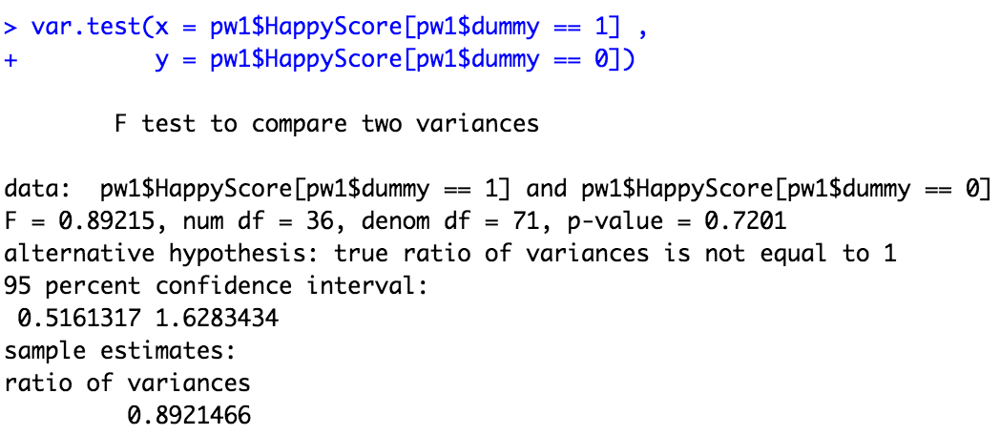 > var.test(x = pw1$HappyScore[pw1$dummy == 1] ,
+          y = pw1$HappyScore[pw1$dummy == 0])
F test to compare two variances
data:  pw1$HappyScore[pw1$dummy == 1] and pw1$HappyScore[pw1$dummy == 0]
F = 0.89215, num df = 36, denom df = 71, p-value = 0.7201
alternative hypothesis: true ratio of variances is not equal to 1
95 percent confidence interval:
 0.5161317 1.6283434
sample estimates:
ratio of variances
0.8921466